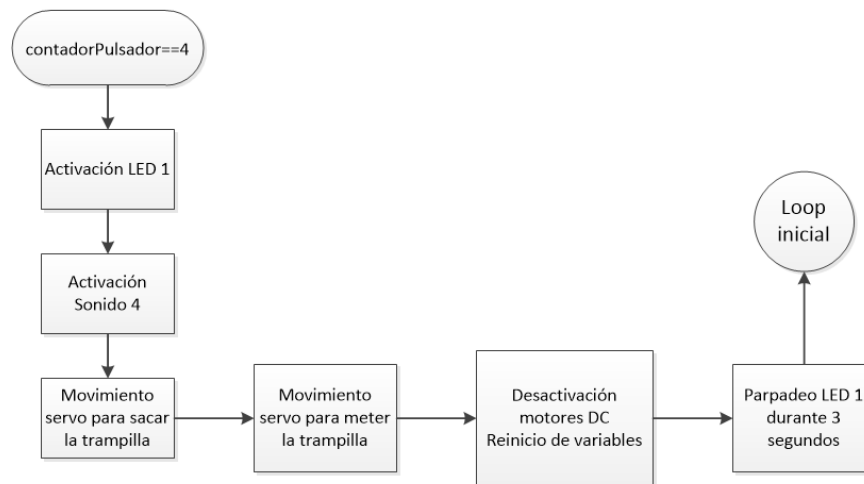 contadorPulsador==4
Activación LED 1
Activación
Sonido 4
Movimiento
servo para sacar
la trampilla
Movimiento
servo para meter
la trampilla
Desactivación
motores DC
Reinicio de variables
Parpadeo LED 1
durante 3
segundos
Loop
inicial